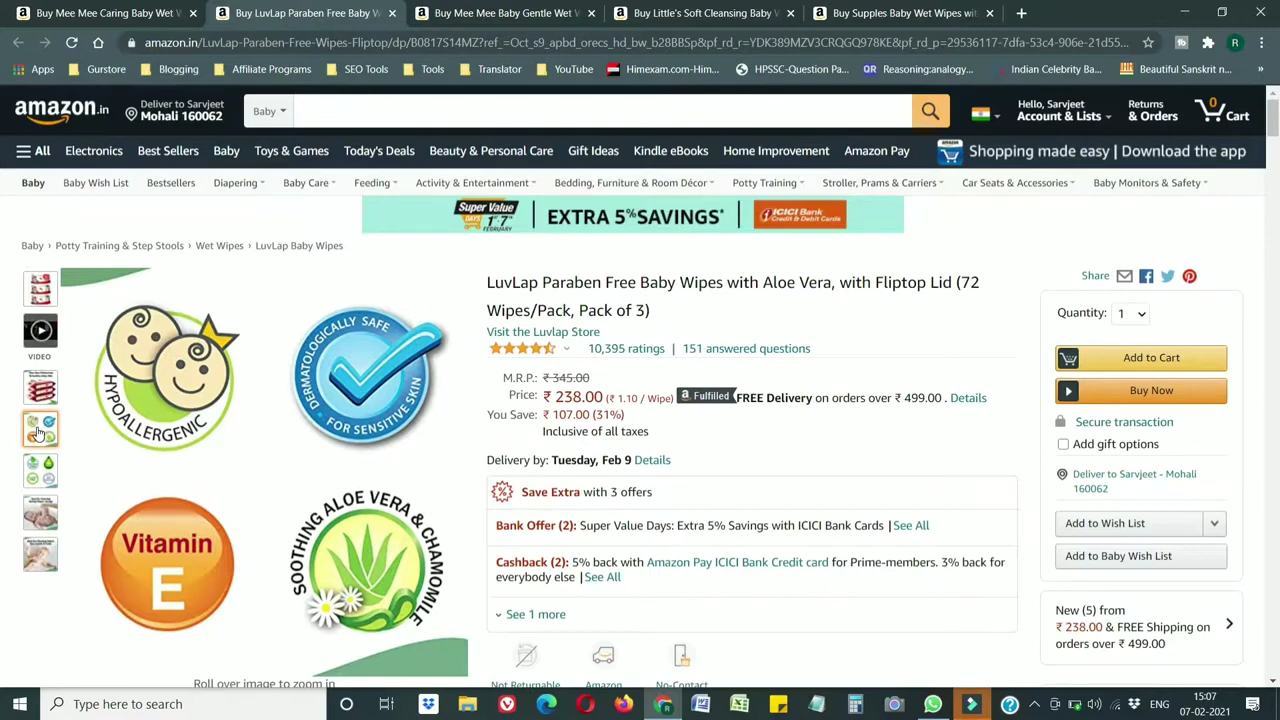 Buy Mee Mee Caring Baby Wet W
Buy LuvLap Paraben Free Baby W
Buy Mee Mee Gentle Wet V
Buy Little's Soft Cleansing Baby V
Buy Supplies Baby Wipes wit
amazon.in/LuvLap-Paraben-Free-Wipes-Fliptop/dp/B0817S14MZ?ref_=Oct_s9_apbd_orecs_hd_bw_b28BBSp&pf_rd_r=YDK389MZV3CRQGQ978KE&pf_rd_p=29536117-7dfa-53c4-906e-21d55...
R
Apps
Gurstore
Blogging
Affiliate Programs
SEO Tools
Tools
Translator
YouTube
Himexam.com-Him...
HPSSC-Question Pa...
QR
Reasoning:analogy...
Indian Celebrity Ba...
Beautiful Sanskrit n...
amazon.in
Deliver to Sarvjeet
Mohali 160062
Baby
Hello, Sarvjeet
Account & Lists
Returns
& Orders
0
Cart
All
Electronics
Best Sellers
Baby
Toys & Games
Today's Deals
Beauty & Personal Care
Gift Ideas
Kindle eBooks
Home Improvement
Amazon Pay
Shopping made easy | Download the app
Baby
Baby Wish List
Bestsellers
Diapering
Baby Care
Feeding
Activity & Entertainment
Bedding, Furniture & Room Décor
Potty Training
Stroller, Prams & Carriers
Car Seats & Accessories
Baby Monitors & Safety
Super Value
FEBRUARY
EXTRA 5% SAVINGS*
ICICI Bank
Credit & Debit Cards
Baby › Potty Training & Step Stools › Wet Wipes › LuvLap Baby Wipes
VIDEO
HYPOALLERGENIC
DERMATOLOGICALLY SAFE
FOR SENSITIVE SKIN
Vitamin
E
SOOTHING ALOE VERA & CHAMOMILE
Roll over image to zoom in
LuvLap Paraben Free Baby Wipes with Aloe Vera, with Fliptop Lid (72
Wipes/Pack, Pack of 3)
Visit the Luvlap Store
10,395 ratings | 151 answered questions
M.R.P.: ₹ 345.00
Price: ₹ 238.00 (₹ 1.10 / Wipe) a Fulfilled FREE Delivery on orders over ₹ 499.00 . Details
You Save: ₹ 107.00 (31%)
Inclusive of all taxes
Delivery by: Tuesday, Feb 9 Details
Save Extra with 3 offers
Bank Offer (2): Super Value Days: Extra 5% Savings with ICICI Bank Cards | See All
Cashback (2): 5% back with Amazon Pay ICICI Bank Credit card for Prime-members. 3% back for
everybody else | See All
See 1 more
Not Returnable
Amazon
No-Contact
Share
Quantity: 1
Add to Cart
Buy Now
Secure transaction
Add gift options
Deliver to Sarvjeet - Mohali
160062
Add to Wish List
Add to Baby Wish List
New (5) from
₹ 238.00 & FREE Shipping on
orders over ₹ 499.00
Type here to search
ENG
15:07
07-02-2021